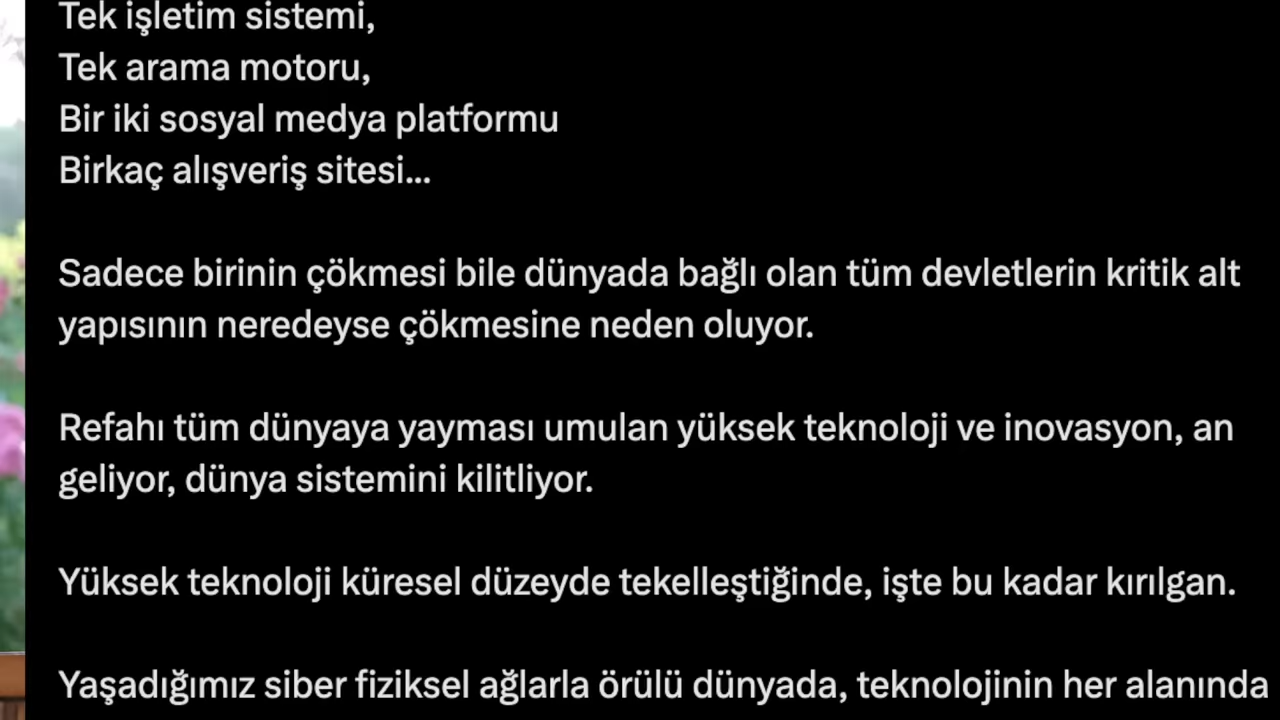 Tek işletim sistemi,
Tek arama motoru,
Bir iki sosyal medya platformu
Birkaç alışveriş sitesi...
Sadece birinin çökmesi bile dünyada bağlı olan tüm devletlerin kritik alt
yapısının neredeyse çökmesine neden oluyor.
Refahı tüm dünyaya yayması umulan yüksek teknoloji ve inovasyon, an
geliyor, dünya sistemini kilitliyor.
Yüksek teknoloji küresel düzeyde tekelleştiğinde, işte bu kadar kırılgan.
Yaşadığımız siber fiziksel ağlarla örülü dünyada, teknolojinin her alanında